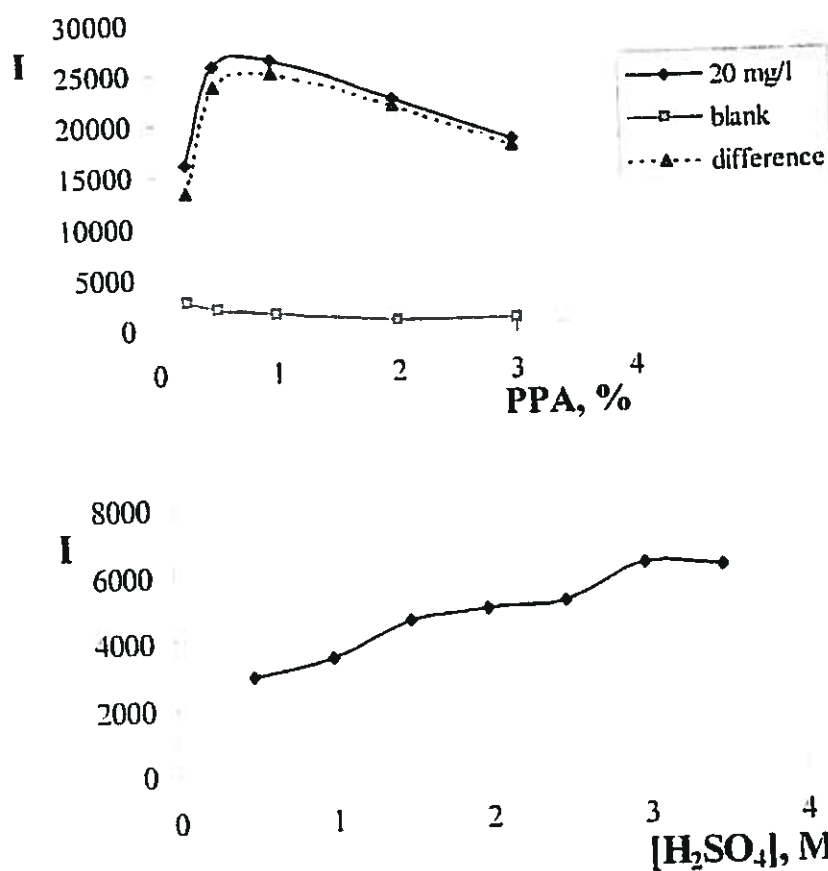 30000
I
25000
20000
15000
10000
5000
0
0 1 2 3 4
PPA, %
20 mg/l
blank
difference
8000
I
6000
4000
2000
0
0 1 2 3 4
[H₂SO₄], M